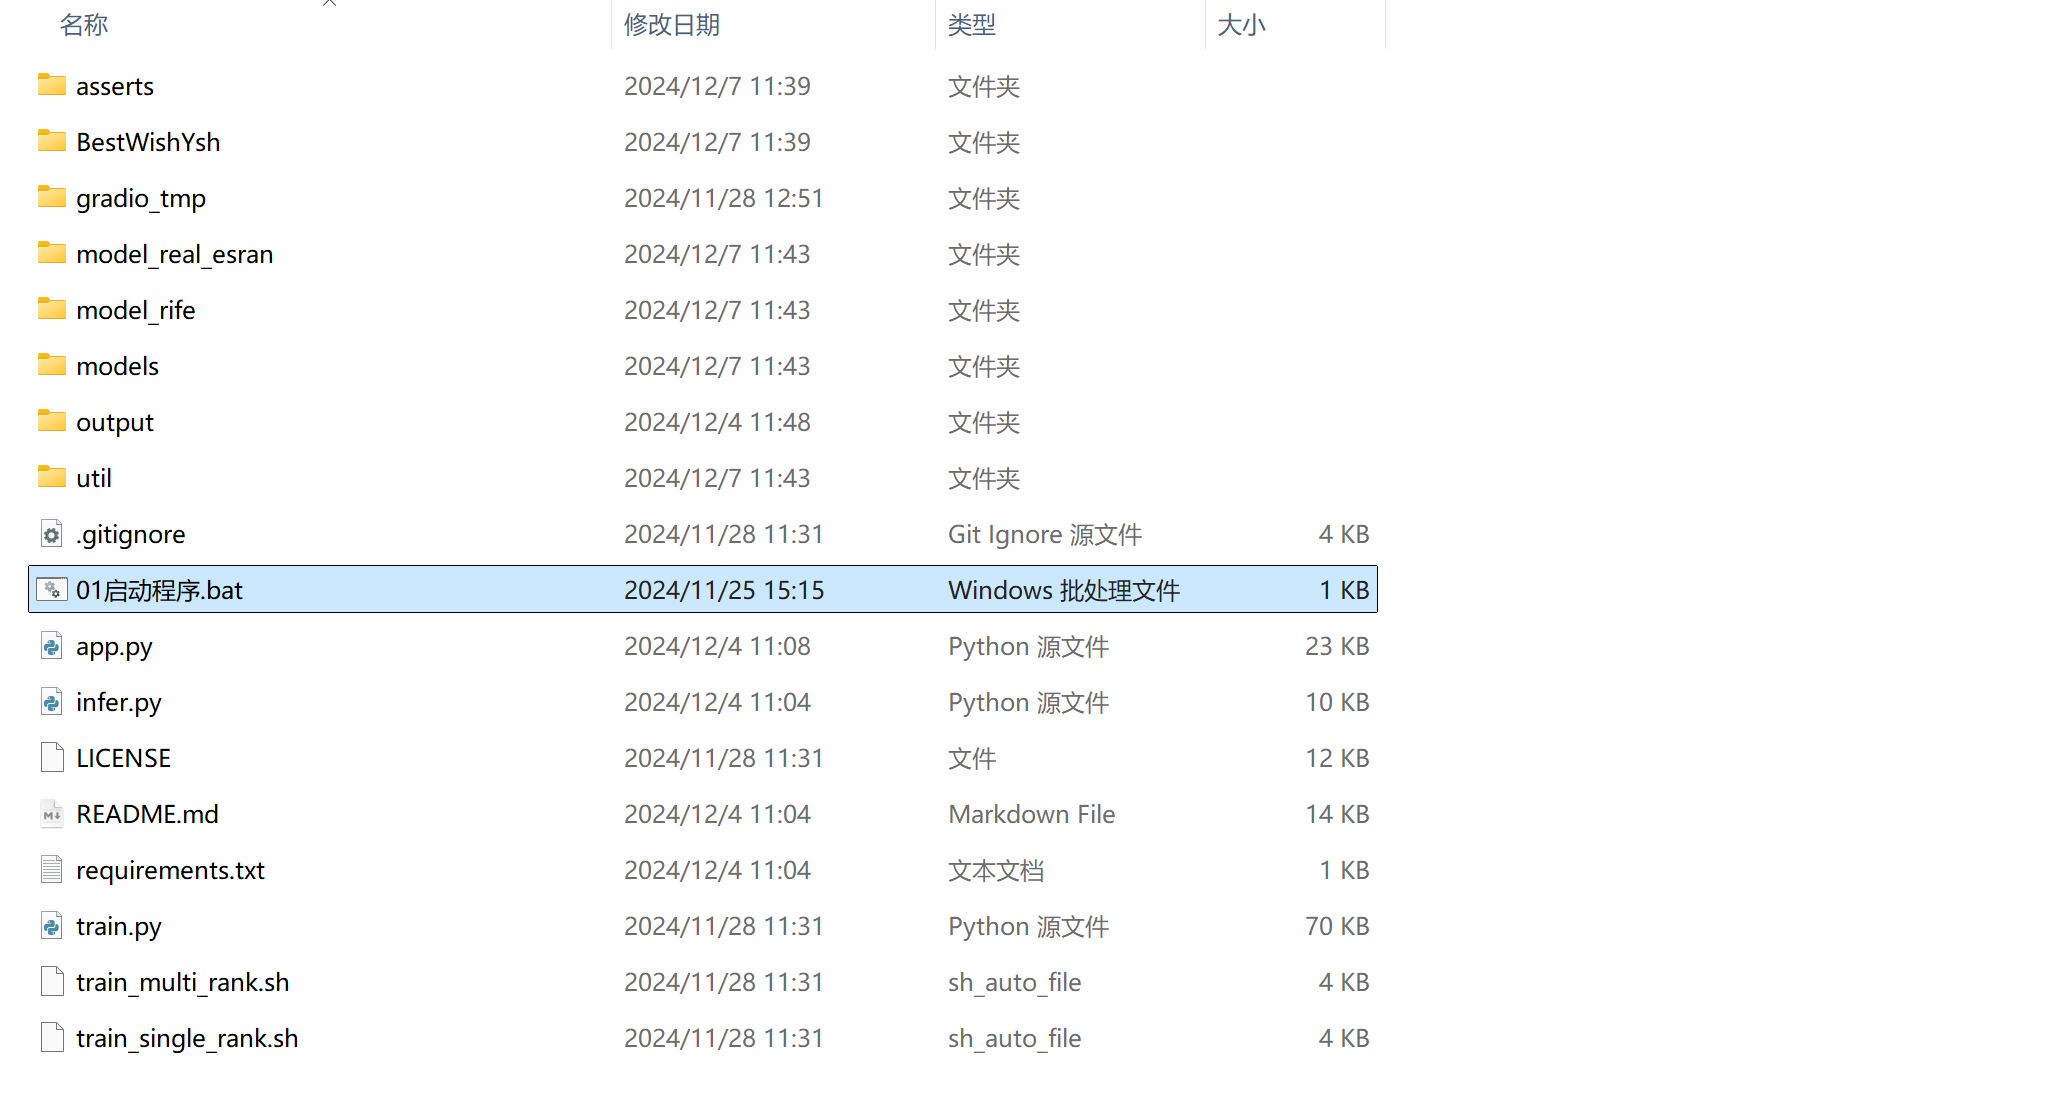 名称 修改日期 类型 大小
asserts 2024/12/7 11:39 文件夹
BestWishYsh 2024/12/7 11:39 文件夹
gradio_tmp 2024/11/28 12:51 文件夹
model_real_esran 2024/12/7 11:43 文件夹
model_rife 2024/12/7 11:43 文件夹
models 2024/12/7 11:43 文件夹
output 2024/12/4 11:48 文件夹
util 2024/12/7 11:43 文件夹
.gitignore 2024/11/28 11:31 Git Ignore 源文件 4 KB
01启动程序.bat 2024/11/25 15:15 Windows 批处理文件 1 KB
app.py 2024/12/4 11:08 Python 源文件 23 KB
infer.py 2024/12/4 11:04 Python 源文件 10 KB
LICENSE 2024/11/28 11:31 文件 12 KB
README.md 2024/12/4 11:04 Markdown File 14 KB
requirements.txt 2024/12/4 11:04 文本文档 1 KB
train.py 2024/11/28 11:31 Python 源文件 70 KB
train_multi_rank.sh 2024/11/28 11:31 sh_auto_file 4 KB
train_single_rank.sh 2024/11/28 11:31 sh_auto_file 4 KB